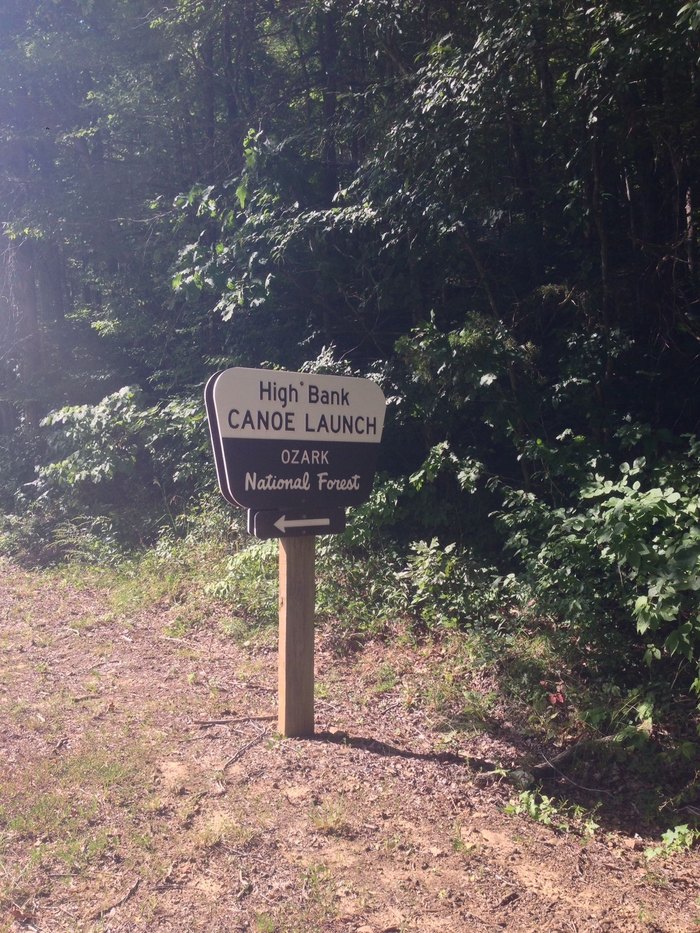 High Bank
CANOE LAUNCH
OZARK
National Forest